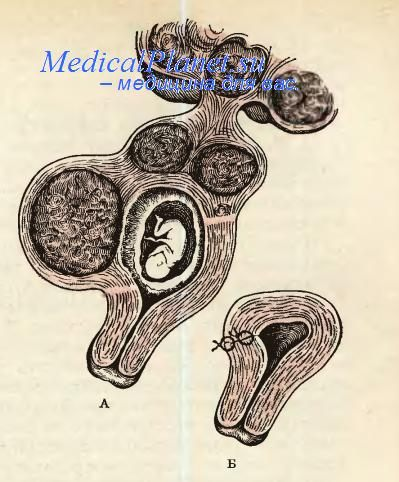 MedicalPlanet.su
– медицина для вас.
А
Б